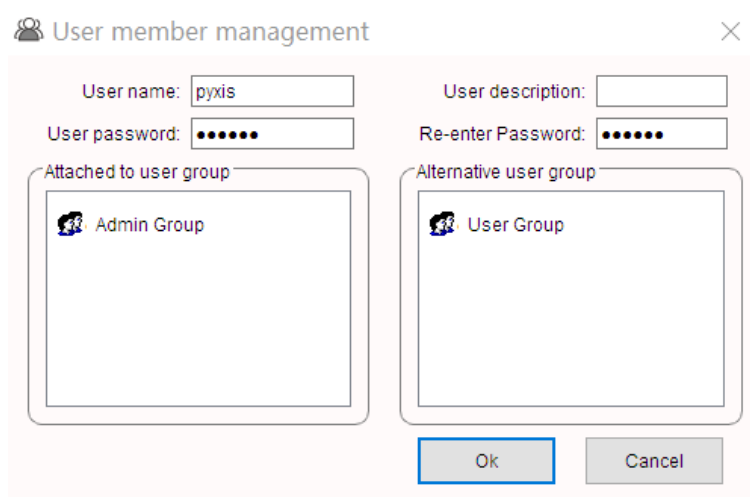 User member management
User name: pyxis User description:
User password: ●●●●●● Re-enter Password: ●●●●●●
Attached to user group Alternative user group
Admin Group User Group
Ok Cancel